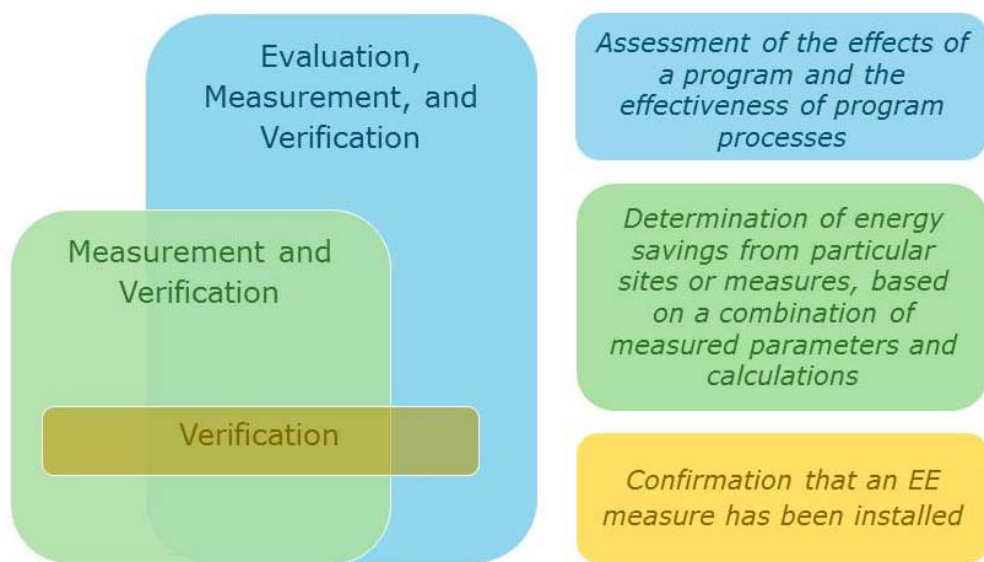 Evaluation,
Measurement, and
Verification
Measurement and
Verification
Verification
Assessment of the effects of
a program and the
effectiveness of program
processes
Determination of energy
savings from particular
sites or measures, based
on a combination of
measured parameters and
calculations
Confirmation that an EE
measure has been installed